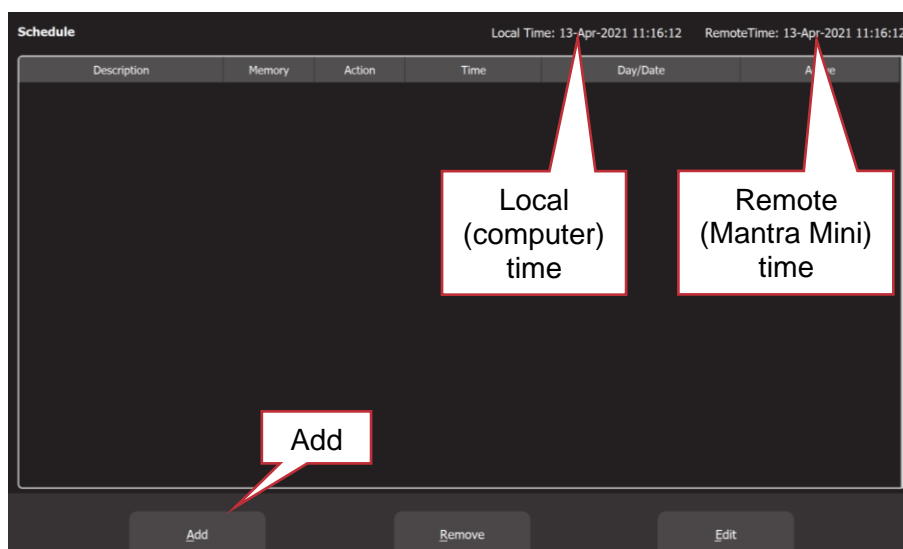 Schedule Local Time: 13-Apr-2021 11:16:12 RemoteTime: 13-Apr-2021 11:16:12
Description Memory Action Time Day/Date
Local
(computer)
time
Remote
(Mantra Mini)
time
Add
Add Remove Edit